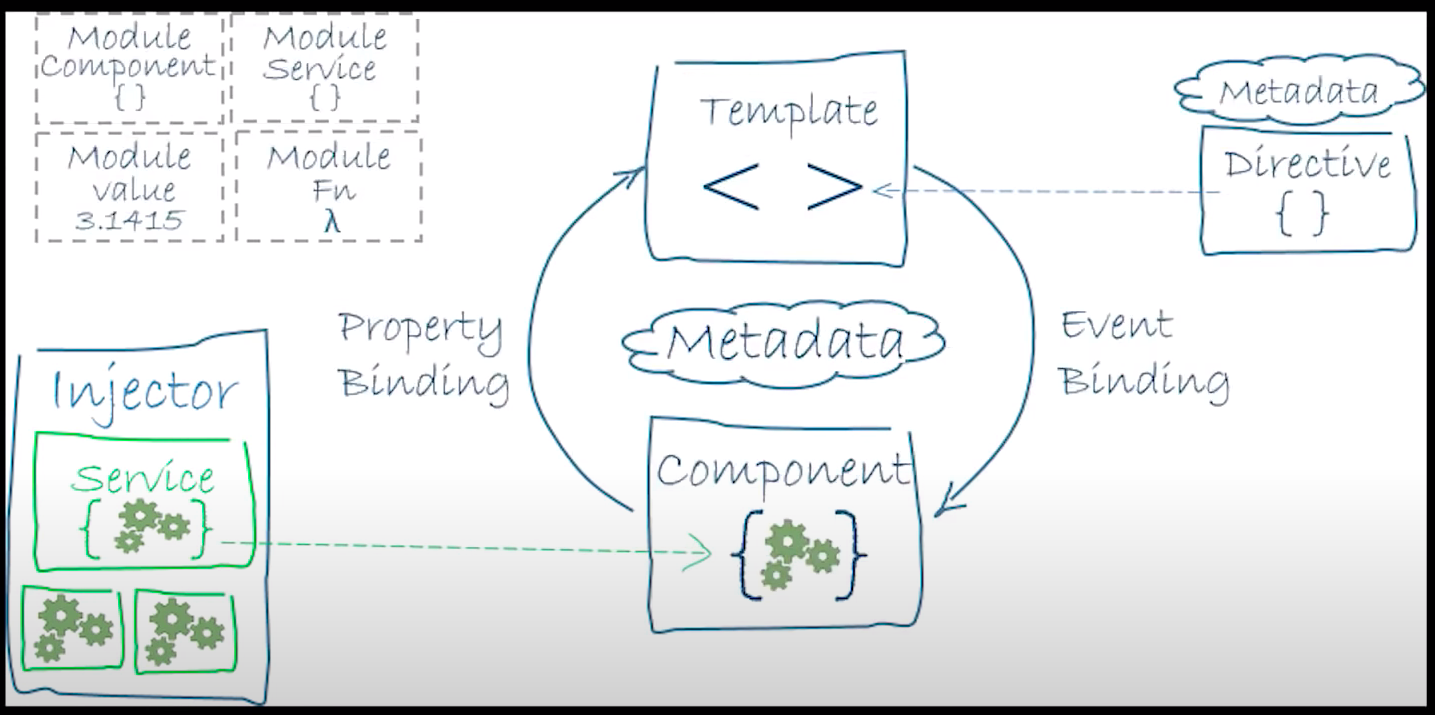 Module
Component
{ }
Module
Service
{ }
Module
value
3.1415
Module
Fn
λ
Template
< >
Metadata
Directive
{ }
Property
Binding
Metadata
Event
Binding
Injector
Service
{ }
Component
{ }